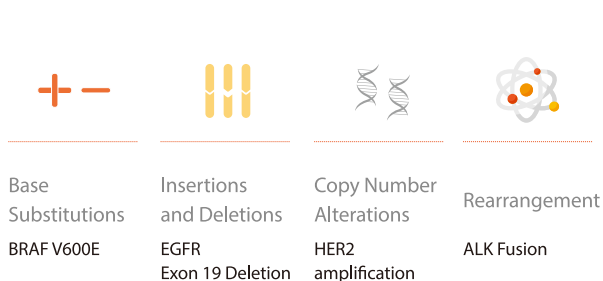 Base
Substitutions
BRAF V600E
Insertions
and Deletions
EGFR
Exon 19 Deletion
Copy Number
Alterations
HER2
amplification
Rearrangement
ALK Fusion